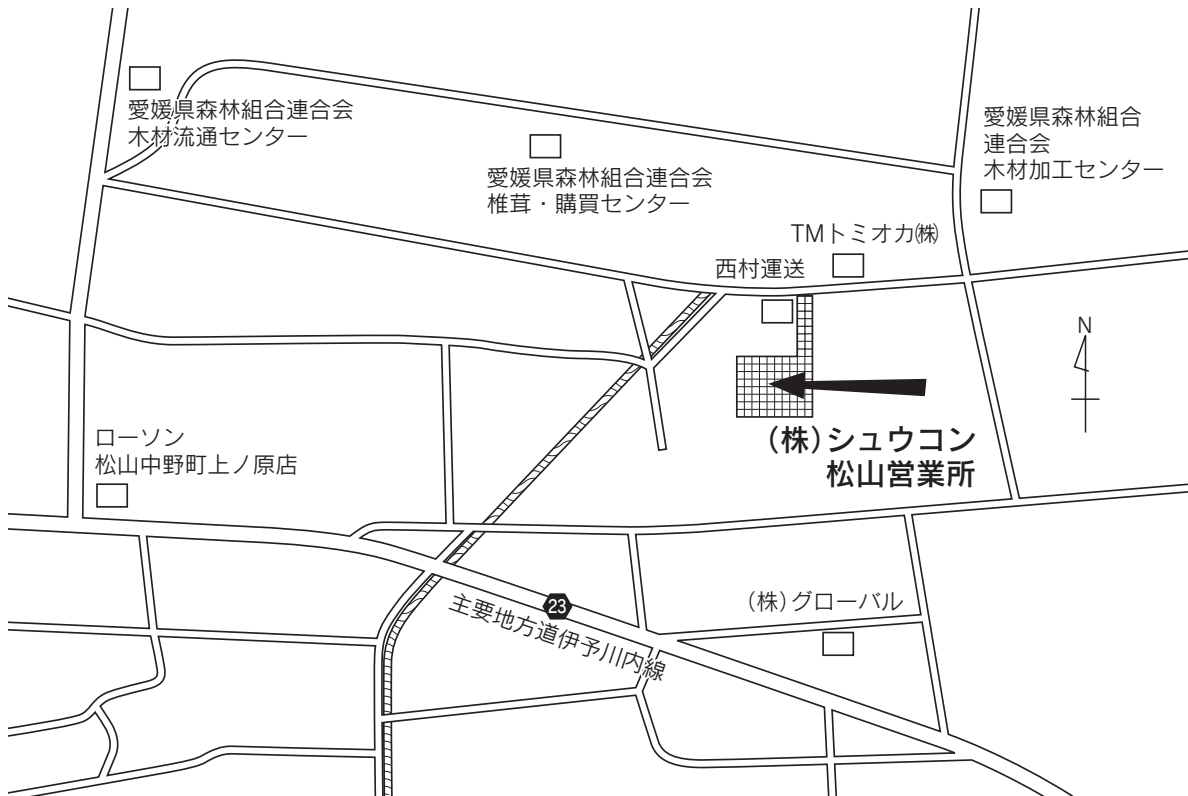 愛媛県森林組合連合会
木材流通センター
愛媛県森林組合連合会
椎茸・購買センター
愛媛県森林組合
連合会
木材加工センター
TMトミオカ㈱
西村運送
N
(株)シュウコン
松山営業所
ローソン
松山中野町上ノ原店
23
主要地方道伊予川内線
(株)グローバル